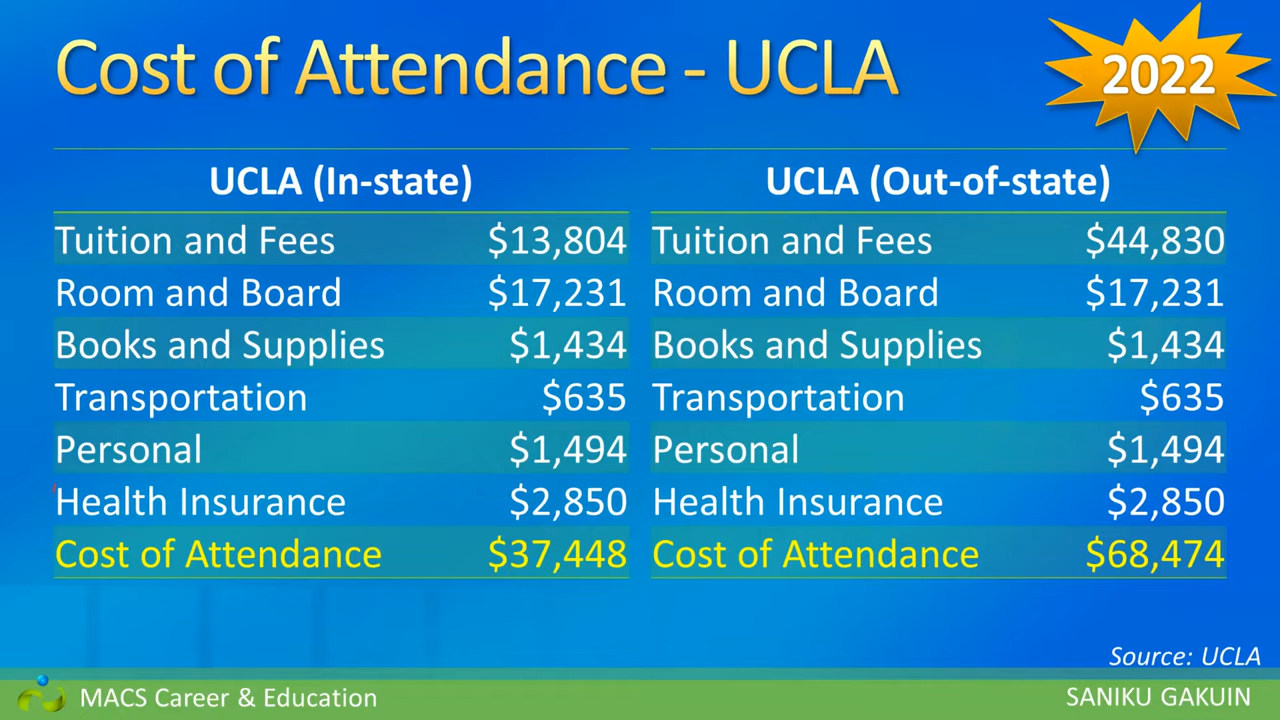 Cost of Attendance - UCLA
2022
UCLA (In-state)
Tuition and Fees $13,804
Room and Board $17,231
Books and Supplies $1,434
Transportation $635
Personal $1,494
Health Insurance $2,850
Cost of Attendance $37,448
UCLA (Out-of-state)
Tuition and Fees $44,830
Room and Board $17,231
Books and Supplies $1,434
Transportation $635
Personal $1,494
Health Insurance $2,850
Cost of Attendance $68,474
Source: UCLA
MACS Career & Education
SANIKU GAKUIN